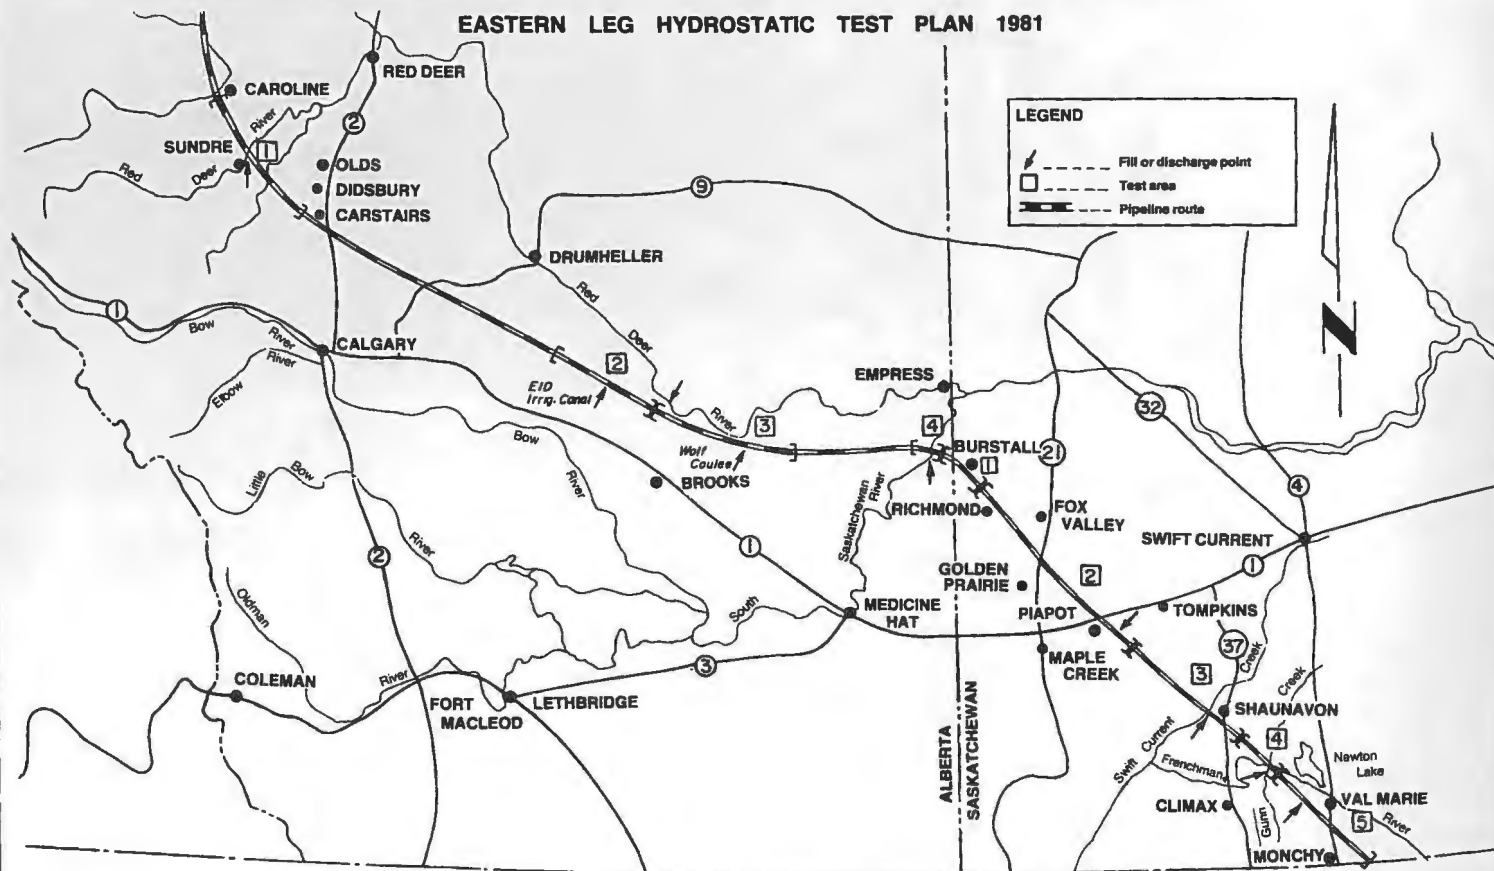 EASTERN LEG HYDROSTATIC TEST PLAN 1981
RED DEER
CAROLINE
2
River
SUNDRE
1
OLDS
Red
Deer
DIDSBURY
CARSTAIRS
9
DRUMHELLER
LEGEND
Fill or discharge point
Test area
Pipeline route
N
1
Bow
River
CALGARY
River
Elbow
Red
Deer
River
2
EID
Irrig. Canal
3
Wolf
Coulee
EMPRESS
4
BURSTALL
1
21
32
4
Bow
River
BROOKS
Little
Bow
River
RICHMOND
FOX
VALLEY
SWIFT CURRENT
Saskatchewan
River
2
1
1
GOLDEN
PRAIRIE
2
PIAPOT
TOMPKINS
Oldman
River
South
MEDICINE
HAT
MAPLE
CREEK
37
Creek
Creek
COLEMAN
FORT
MACLEOD
LETHBRIDGE
3
3
SHAUNAVON
4
Swift
Current
Frenchman
Newton
Lake
ALBERTA
SASKATCHEWAN
CLIMAX
Gunn
VAL MARIE
5
River
MONCHY